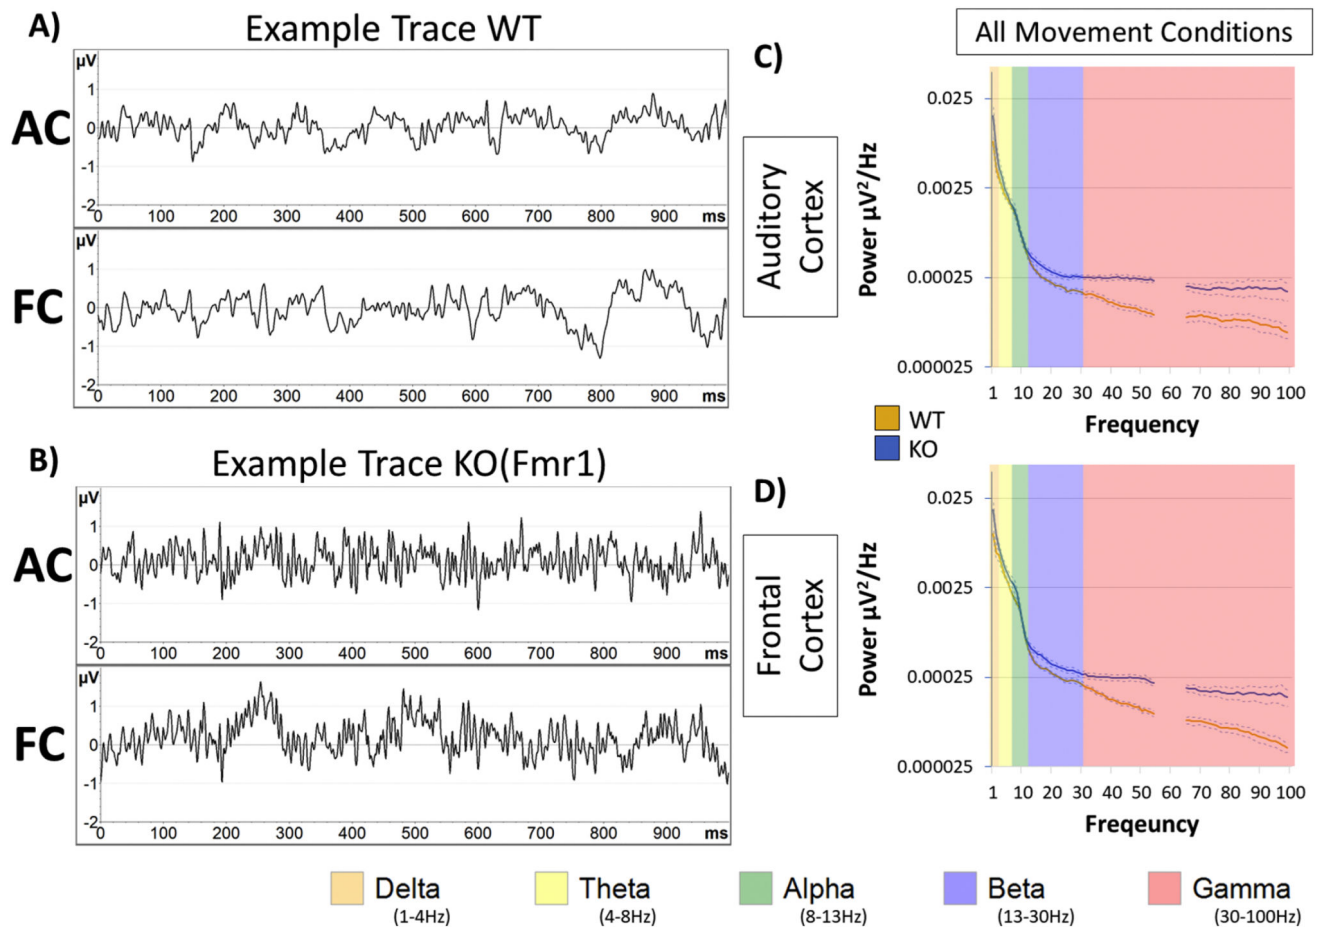 A)
Example Trace WT
µV
1
0
-1
-2
AC
0 100 200 300 400 500 600 700 800 900 ms
µV
1
0
-1
-2
FC
0 100 200 300 400 500 600 700 800 900 ms
B)
Example Trace KO(Fmr1)
µV
1
0
-1
-2
AC
0 100 200 300 400 500 600 700 800 900 ms
µV
1
0
-1
-2
FC
0 100 200 300 400 500 600 700 800 900 ms
All Movement Conditions
C)
Auditory
Cortex
Power µV²/Hz
0.025
0.0025
0.00025
0.000025
1 10 20 30 40 50 60 70 80 90 100
Frequency
WT
KO
D)
Frontal
Cortex
Power µV²/Hz
0.025
0.0025
0.00025
0.000025
1 10 20 30 40 50 60 70 80 90 100
Freqeuncy
Delta
(1-4Hz)
Theta
(4-8Hz)
Alpha
(8-13Hz)
Beta
(13-30Hz)
Gamma
(30-100Hz)